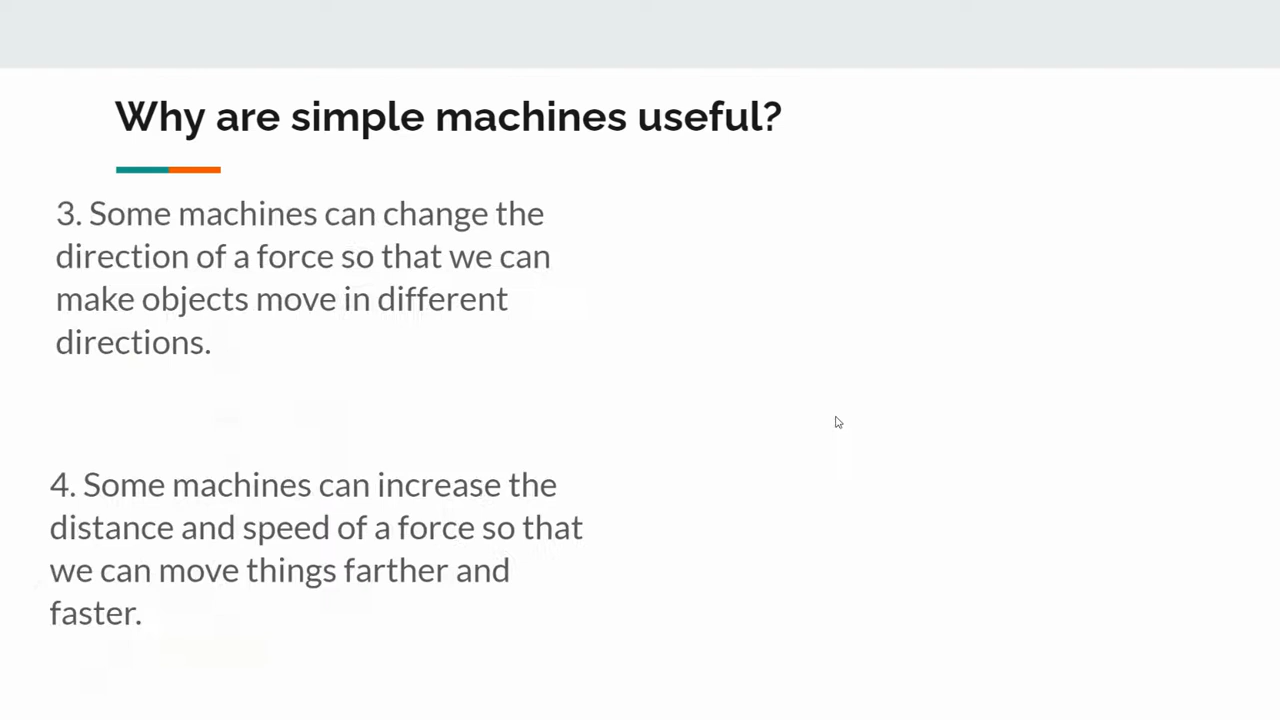 Why are simple machines useful?
3. Some machines can change the
direction of a force so that we can
make objects move in different
directions.
4. Some machines can increase the
distance and speed of a force so that
we can move things farther and
faster.